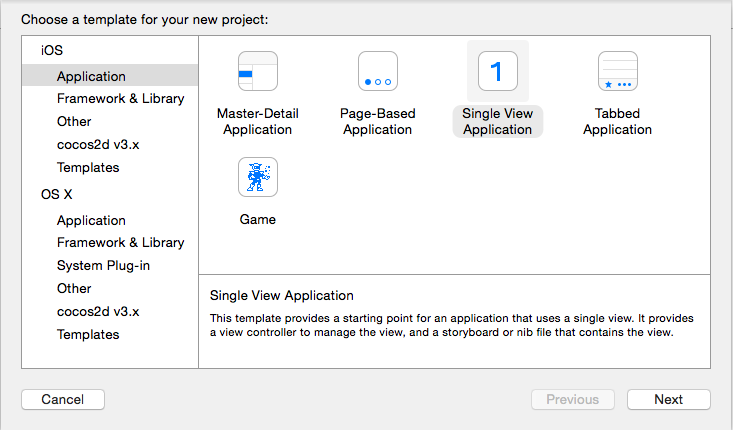 Choose a template for your new project:
iOS
Application
Framework & Library
Other
cocos2d v3.x
Templates
OS X
Application
Framework & Library
System Plug-in
Other
cocos2d v3.x
Templates
1
Master-Detail
Application
Page-Based
Application
Single View
Application
Tabbed
Application
Game
Single View Application
This template provides a starting point for an application that uses a single view. It provides
a view controller to manage the view, and a storyboard or nib file that contains the view.
Cancel
Previous
Next